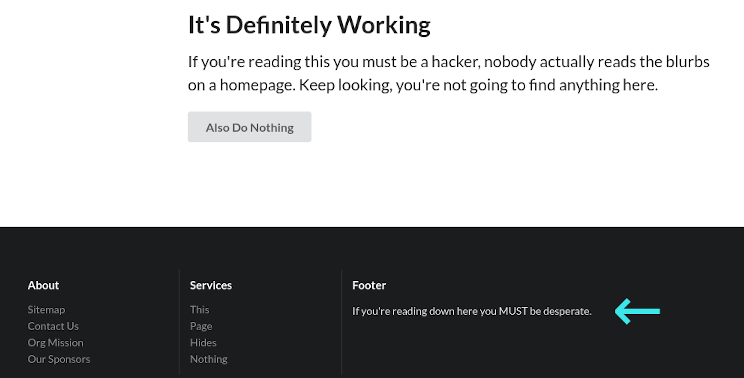 It's Definitely Working
If you're reading this you must be a hacker, nobody actually reads the blurbs
on a homepage. Keep looking, you're not going to find anything here.
Also Do Nothing
About
Sitemap
Contact Us
Org Mission
Our Sponsors
Services
This
Page
Hides
Nothing
Footer
If you're reading down here you MUST be desperate.